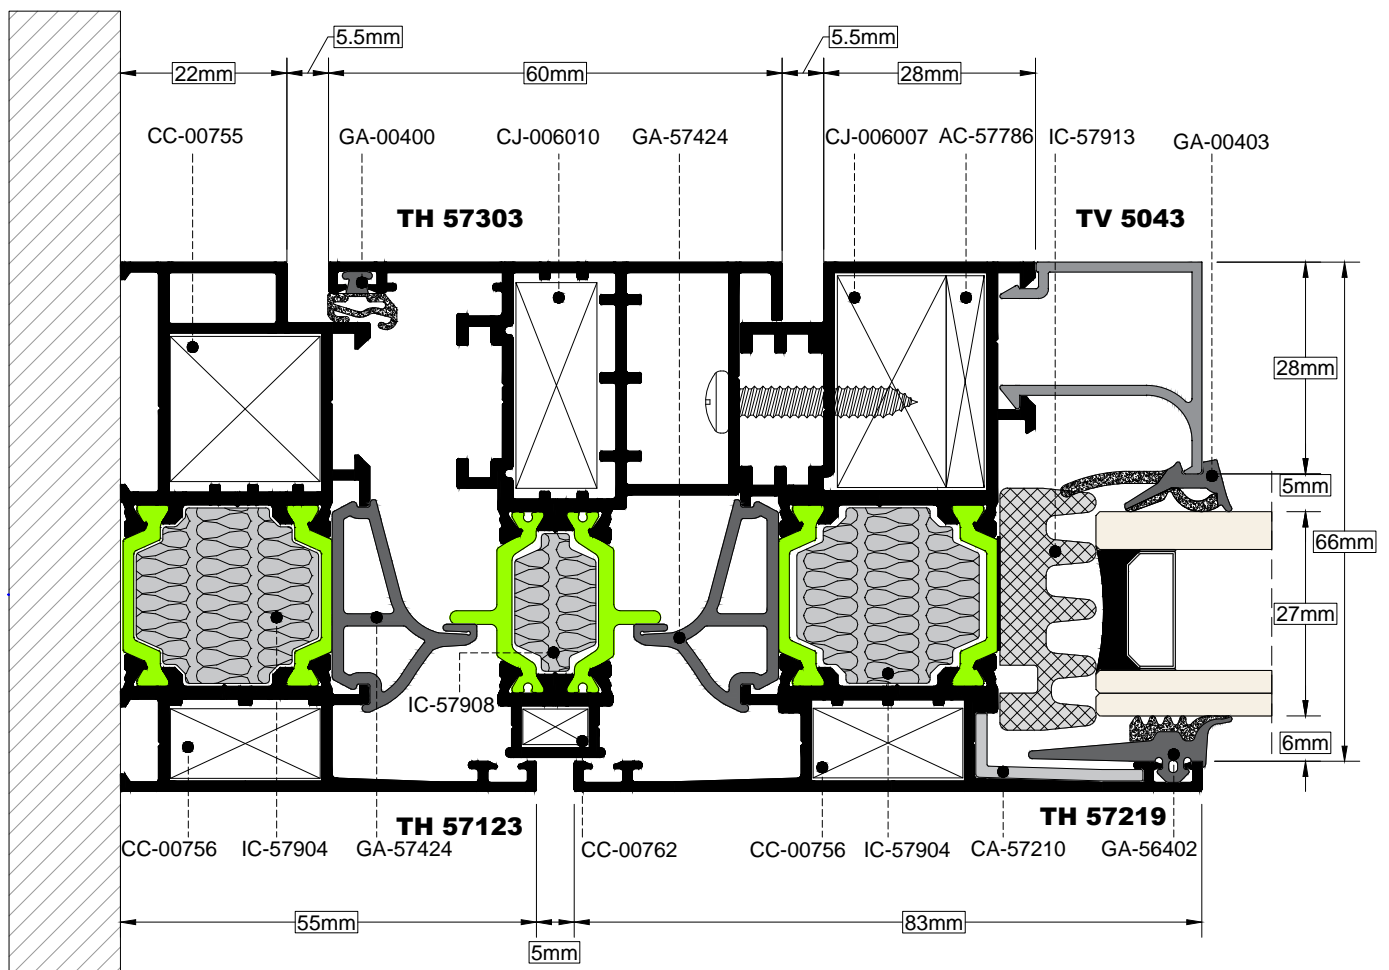 5.5mm 5.5mm
22mm 60mm 28mm
CC-00755 GA-00400 CJ-006010 GA-57424 CJ-006007 AC-57786 IC-57913 GA-00403
TH 57303 TV 5043
28mm
5mm
66mm
27mm
IC-57908
6mm
TH 57123 TH 57219
CC-00756 IC-57904 GA-57424 CC-00762 CC-00756 IC-57904 CA-57210 GA-56402
55mm 83mm
5mm